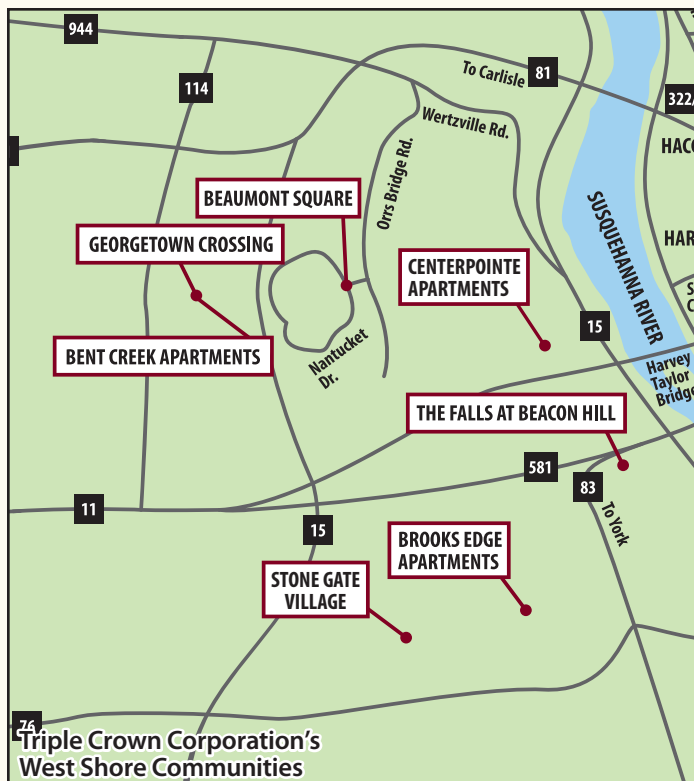 944
114
To Carlisle
81
322/
Wertzville Rd.
Orrs Bridge Rd.
HACC
BEAUMONT SQUARE
SUSQUEHANNA RIVER
HAR
GEORGETOWN CROSSING
CENTERPOINTE
APARTMENTS
15
BENT CREEK APARTMENTS
Nantucket
Dr.
Harvey
Taylor
Bridge
THE FALLS AT BEACON HILL
581
83
11
15
To York
BROOKS EDGE
APARTMENTS
STONE GATE
VILLAGE
76
Triple Crown Corporation's
West Shore Communities